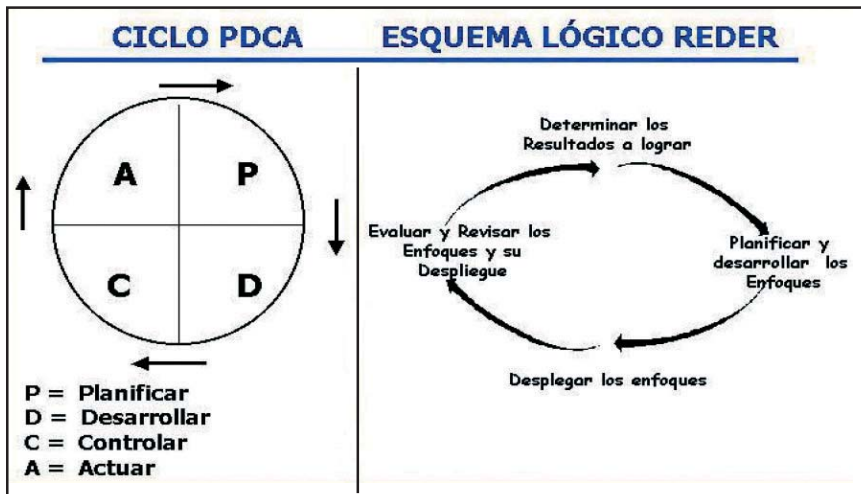 CICLO PDCA
ESQUEMA LÓGICO REDER
A
P
C
D
P = Planificar
D = Desarrollar
C = Controlar
A = Actuar
Determinar los
Resultados a lograr
Planificar y
desarrollar los
Enfoques
Desplegar los enfoques
Evaluar y Revisar los
Enfoques y su
Despliegue